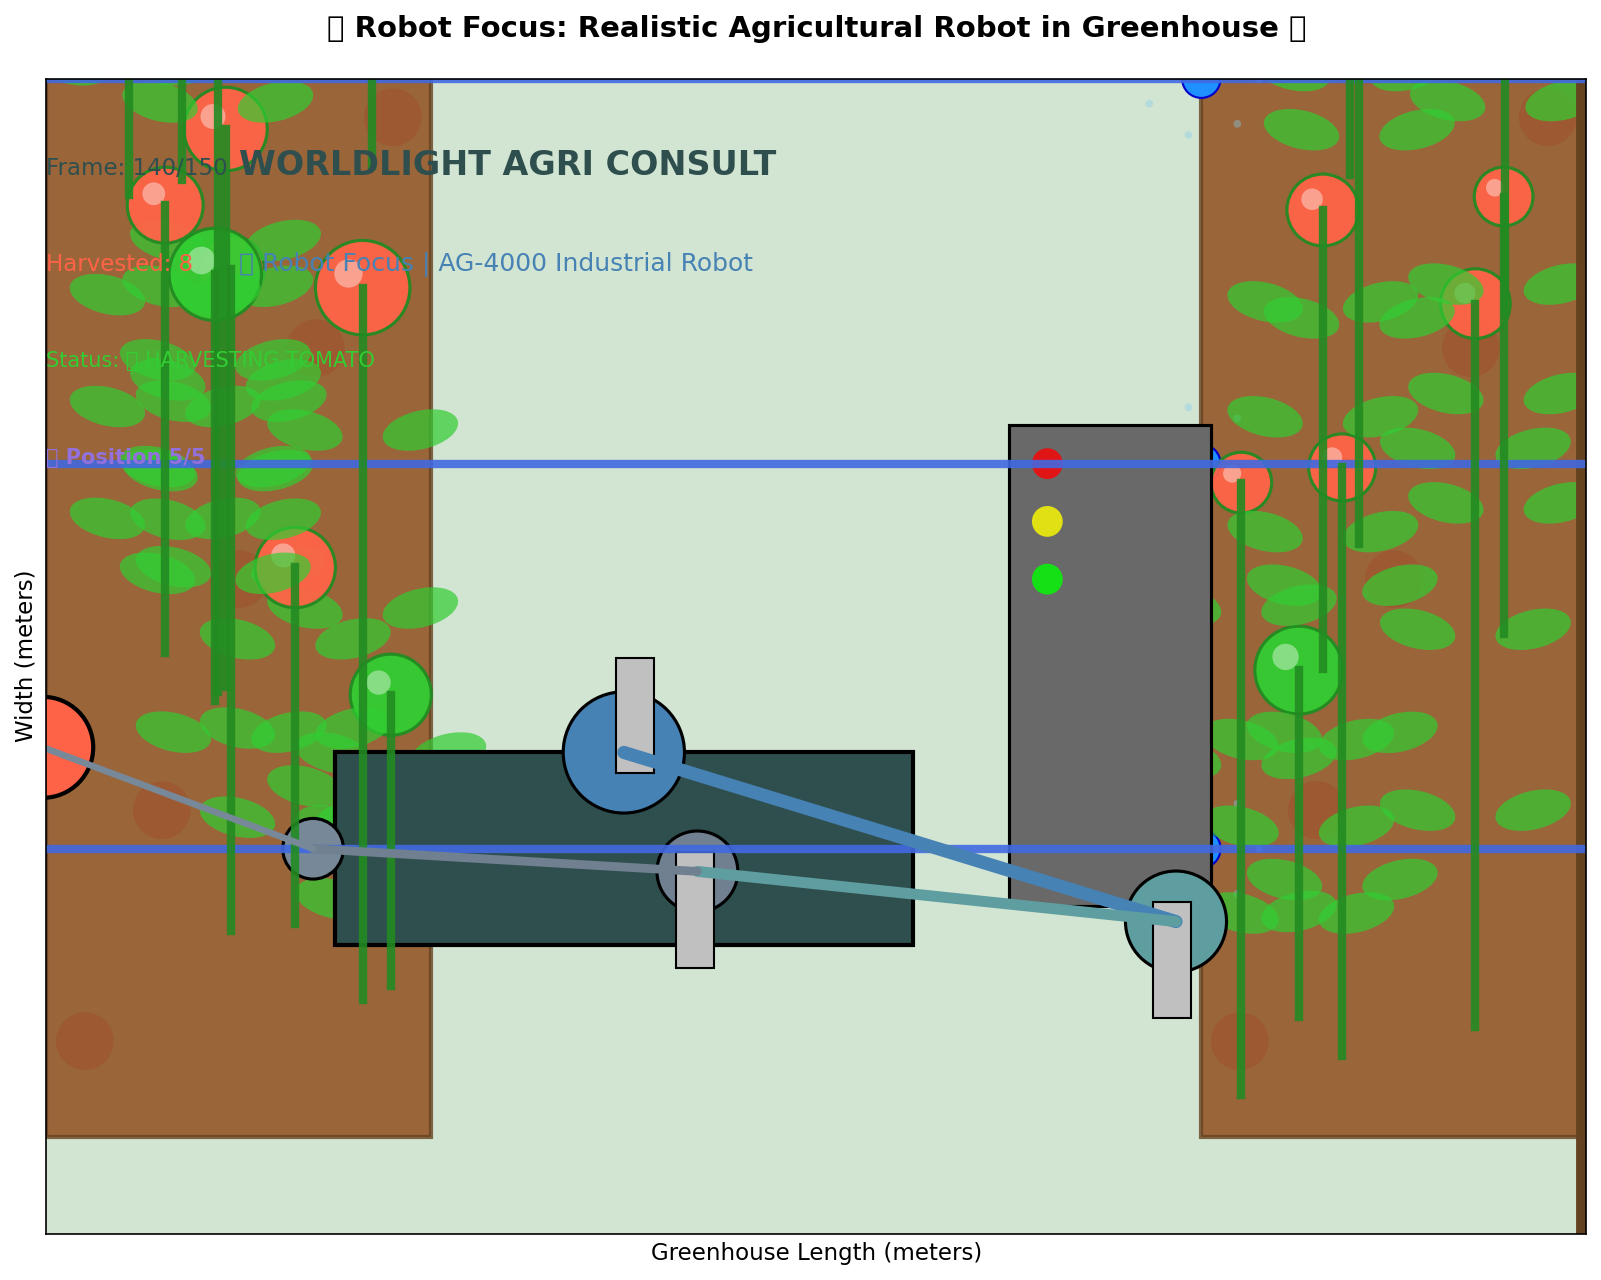 Robot Focus: Realistic Agricultural Robot in Greenhouse
Frame: 140/150
WORLDLIGHT AGRI CONSULT
Harvested: 8
Robot Focus | AG-4000 Industrial Robot
Status: HARVESTING TOMATO
Position 5/5
Width (meters)
Greenhouse Length (meters)